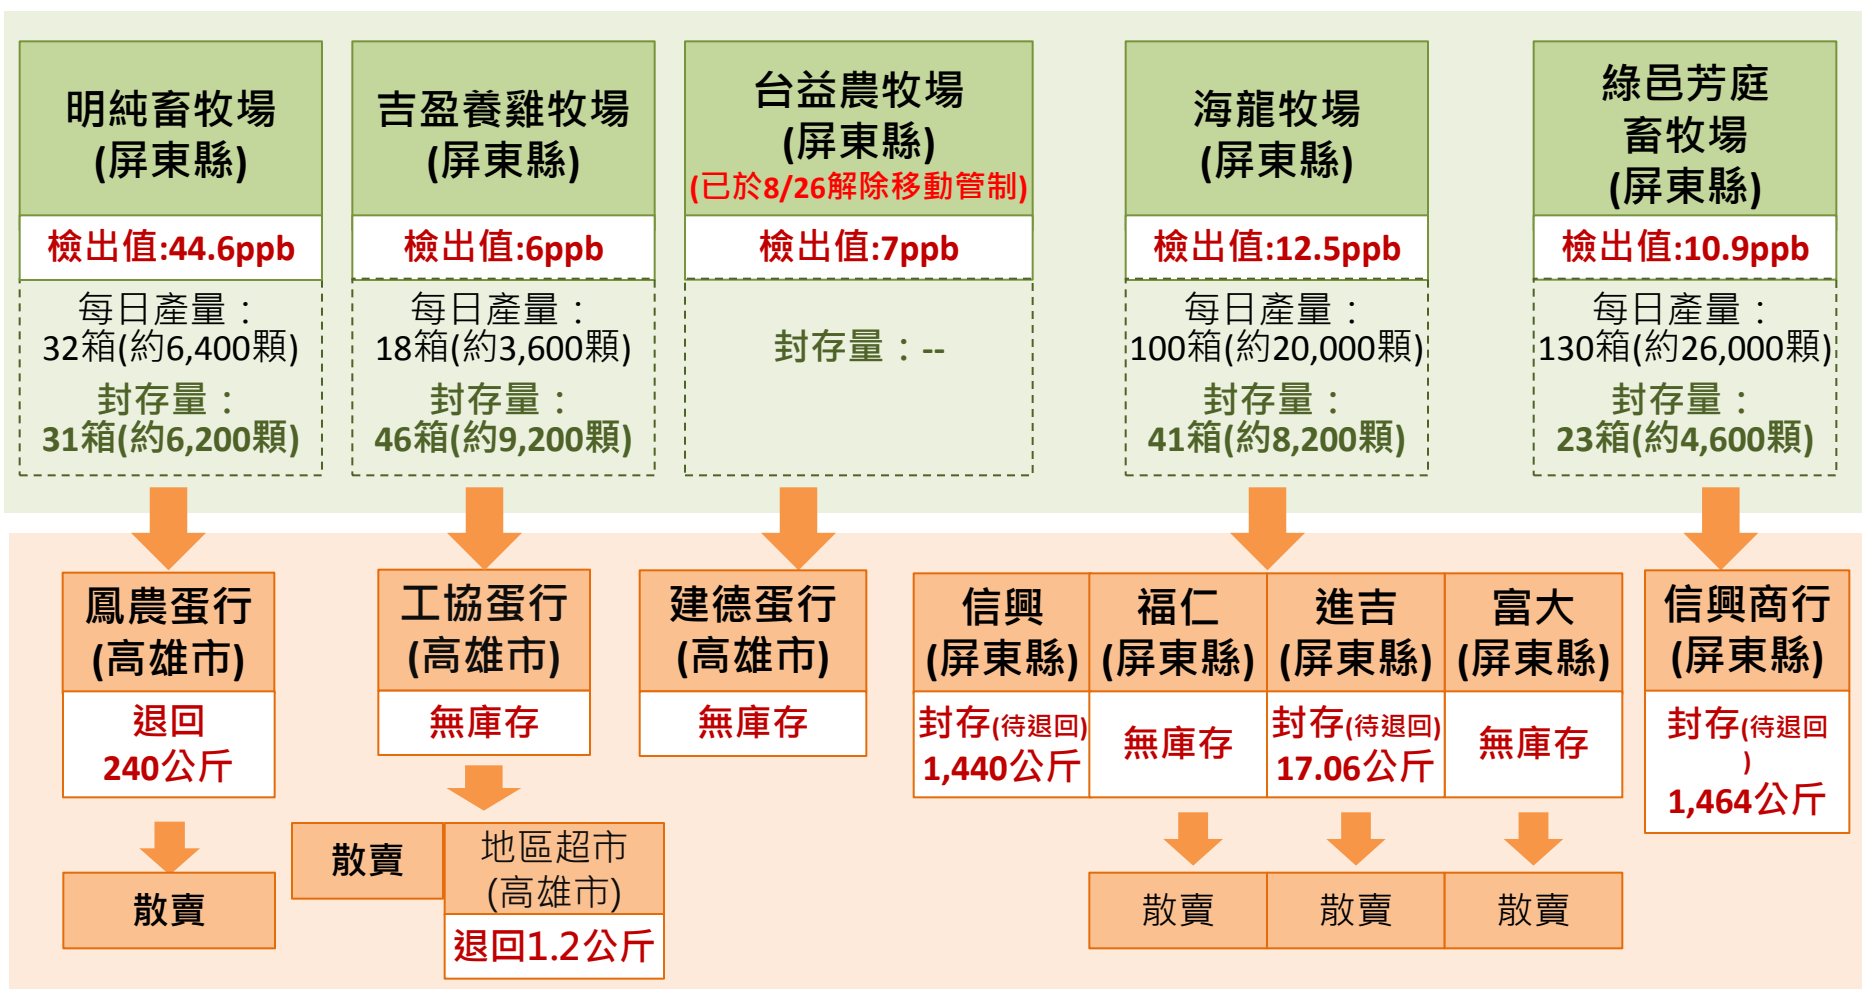 明純畜牧場
(屏東縣)
檢出值:44.6ppb
每日產量：
32箱(約6,400顆)
封存量：
31箱(約6,200顆)
吉盈養雞牧場
(屏東縣)
檢出值:6ppb
每日產量：
18箱(約3,600顆)
封存量：
46箱(約9,200顆)
台益農牧場
(屏東縣)
(已於8/26解除移動管制)
檢出值:7ppb
封存量：--
海龍牧場
(屏東縣)
檢出值:12.5ppb
每日產量：
100箱(約20,000顆)
封存量：
41箱(約8,200顆)
綠邑芳庭
畜牧場
(屏東縣)
檢出值:10.9ppb
每日產量：
130箱(約26,000顆)
封存量：
23箱(約4,600顆)
鳳農蛋行
(高雄市)
退回
240公斤
散賣
工協蛋行
(高雄市)
無庫存
散賣
地區超市
(高雄市)
退回1.2公斤
建德蛋行
(高雄市)
無庫存
信興
(屏東縣)
封存(待退回)
1,440公斤
福仁
(屏東縣)
無庫存
散賣
進吉
(屏東縣)
封存(待退回)
17.06公斤
散賣
富大
(屏東縣)
無庫存
散賣
信興商行
(屏東縣)
封存(待退回
)
1,464公斤